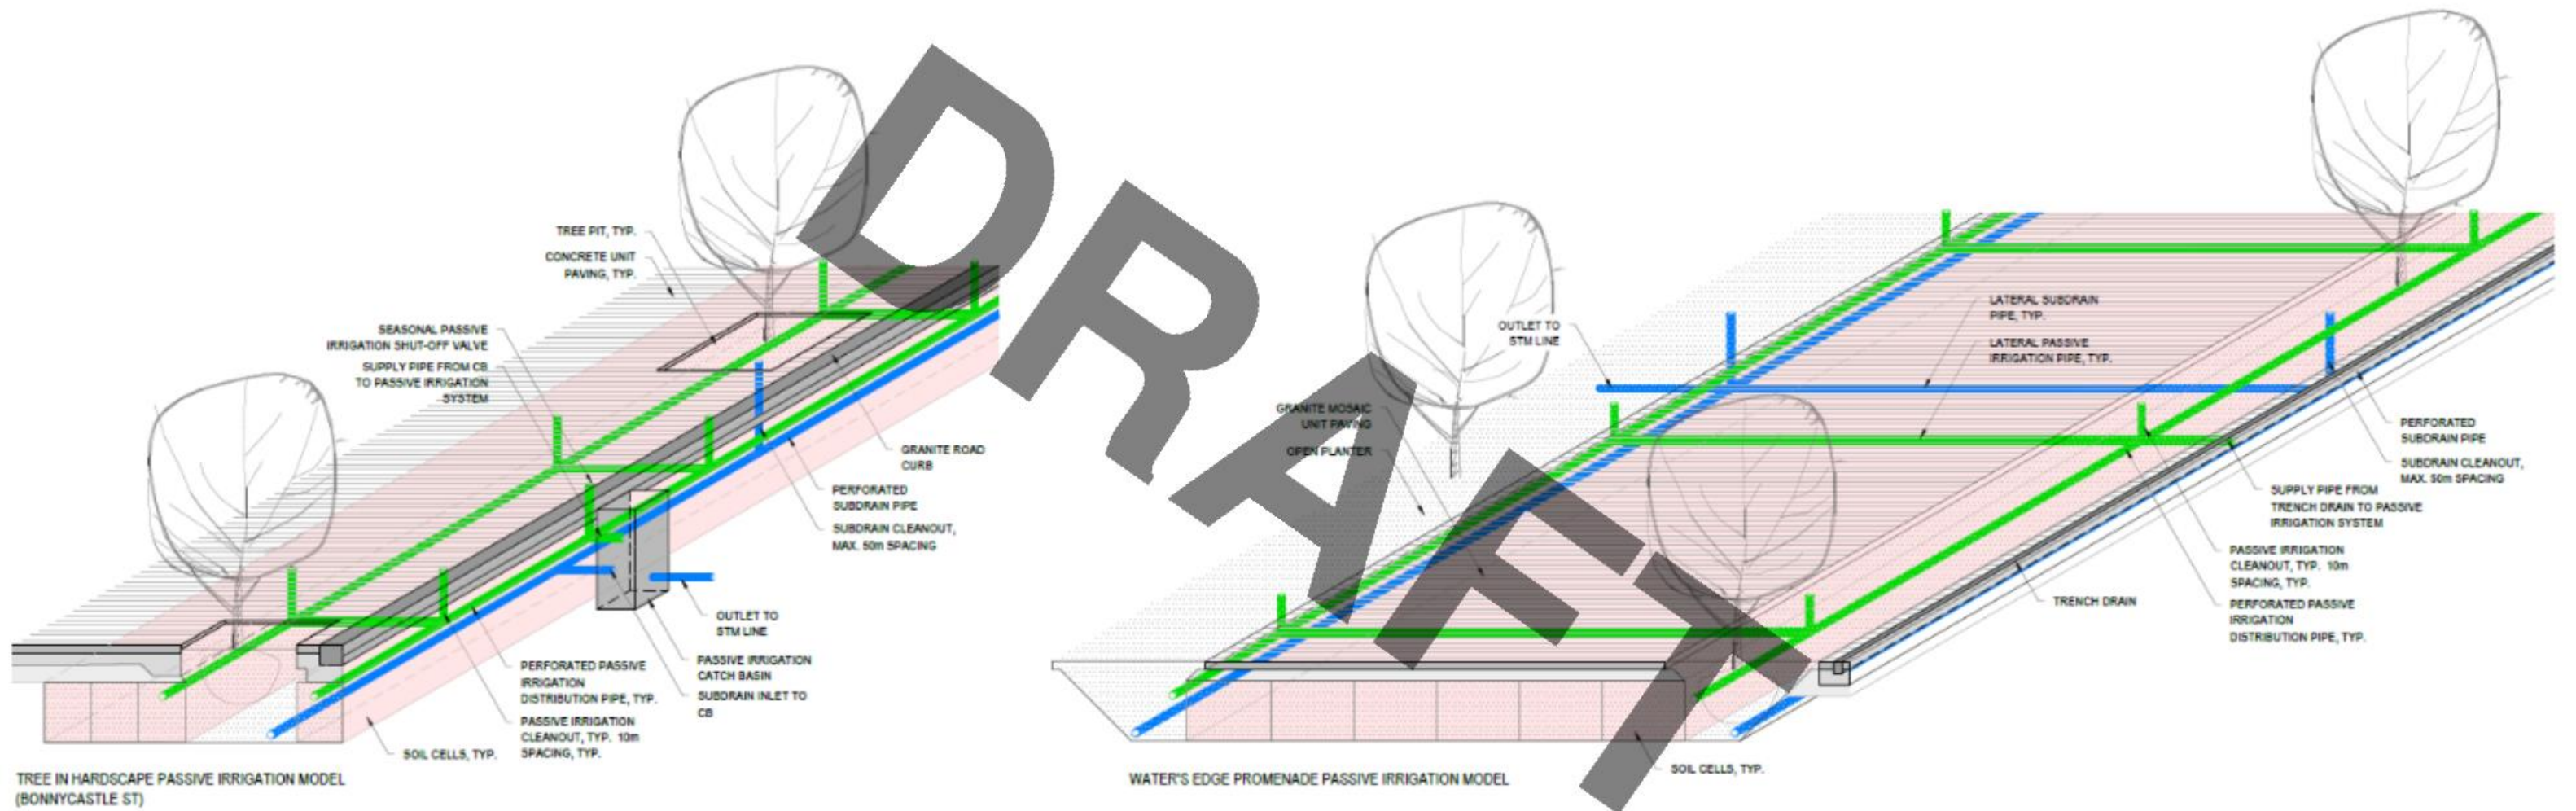 TREE PIT, TYP.
CONCRETE UNIT
PAVING, TYP.
SEASONAL PASSIVE
IRRIGATION SHUT-OFF VALVE
SUPPLY PIPE FROM CB
TO PASSIVE IRRIGATION
SYSTEM
GRANITE ROAD
CURB
PERFORATED
SUBDRAIN PIPE
SUBDRAIN CLEANOUT,
MAX. 50m SPACING
OUTLET TO
STM LINE
PASSIVE IRRIGATION
CATCH BASIN
SUBDRAIN INLET TO
CB
PERFORATED PASSIVE
IRRIGATION
DISTRIBUTION PIPE, TYP.
PASSIVE IRRIGATION
CLEANOUT, TYP. 10m
SPACING, TYP.
SOIL CELLS, TYP.
TREE IN HARDSCAPE PASSIVE IRRIGATION MODEL
(BONNYCASTLE ST)
DRAFT
OUTLET TO
STM LINE
LATERAL SUBDRAIN
PIPE, TYP.
LATERAL PASSIVE
IRRIGATION PIPE, TYP.
GRANITE MOSAIC
UNIT PAVING
OPEN PLANTER
PERFORATED
SUBDRAIN PIPE
SUBDRAIN CLEANOUT,
MAX. 50m SPACING
SUPPLY PIPE FROM
TRENCH DRAIN TO PASSIVE
IRRIGATION SYSTEM
PASSIVE IRRIGATION
CLEANOUT, TYP. 10m
SPACING, TYP.
TRENCH DRAIN
PERFORATED PASSIVE
IRRIGATION
DISTRIBUTION PIPE, TYP.
SOIL CELLS, TYP.
WATER'S EDGE PROMENADE PASSIVE IRRIGATION MODEL